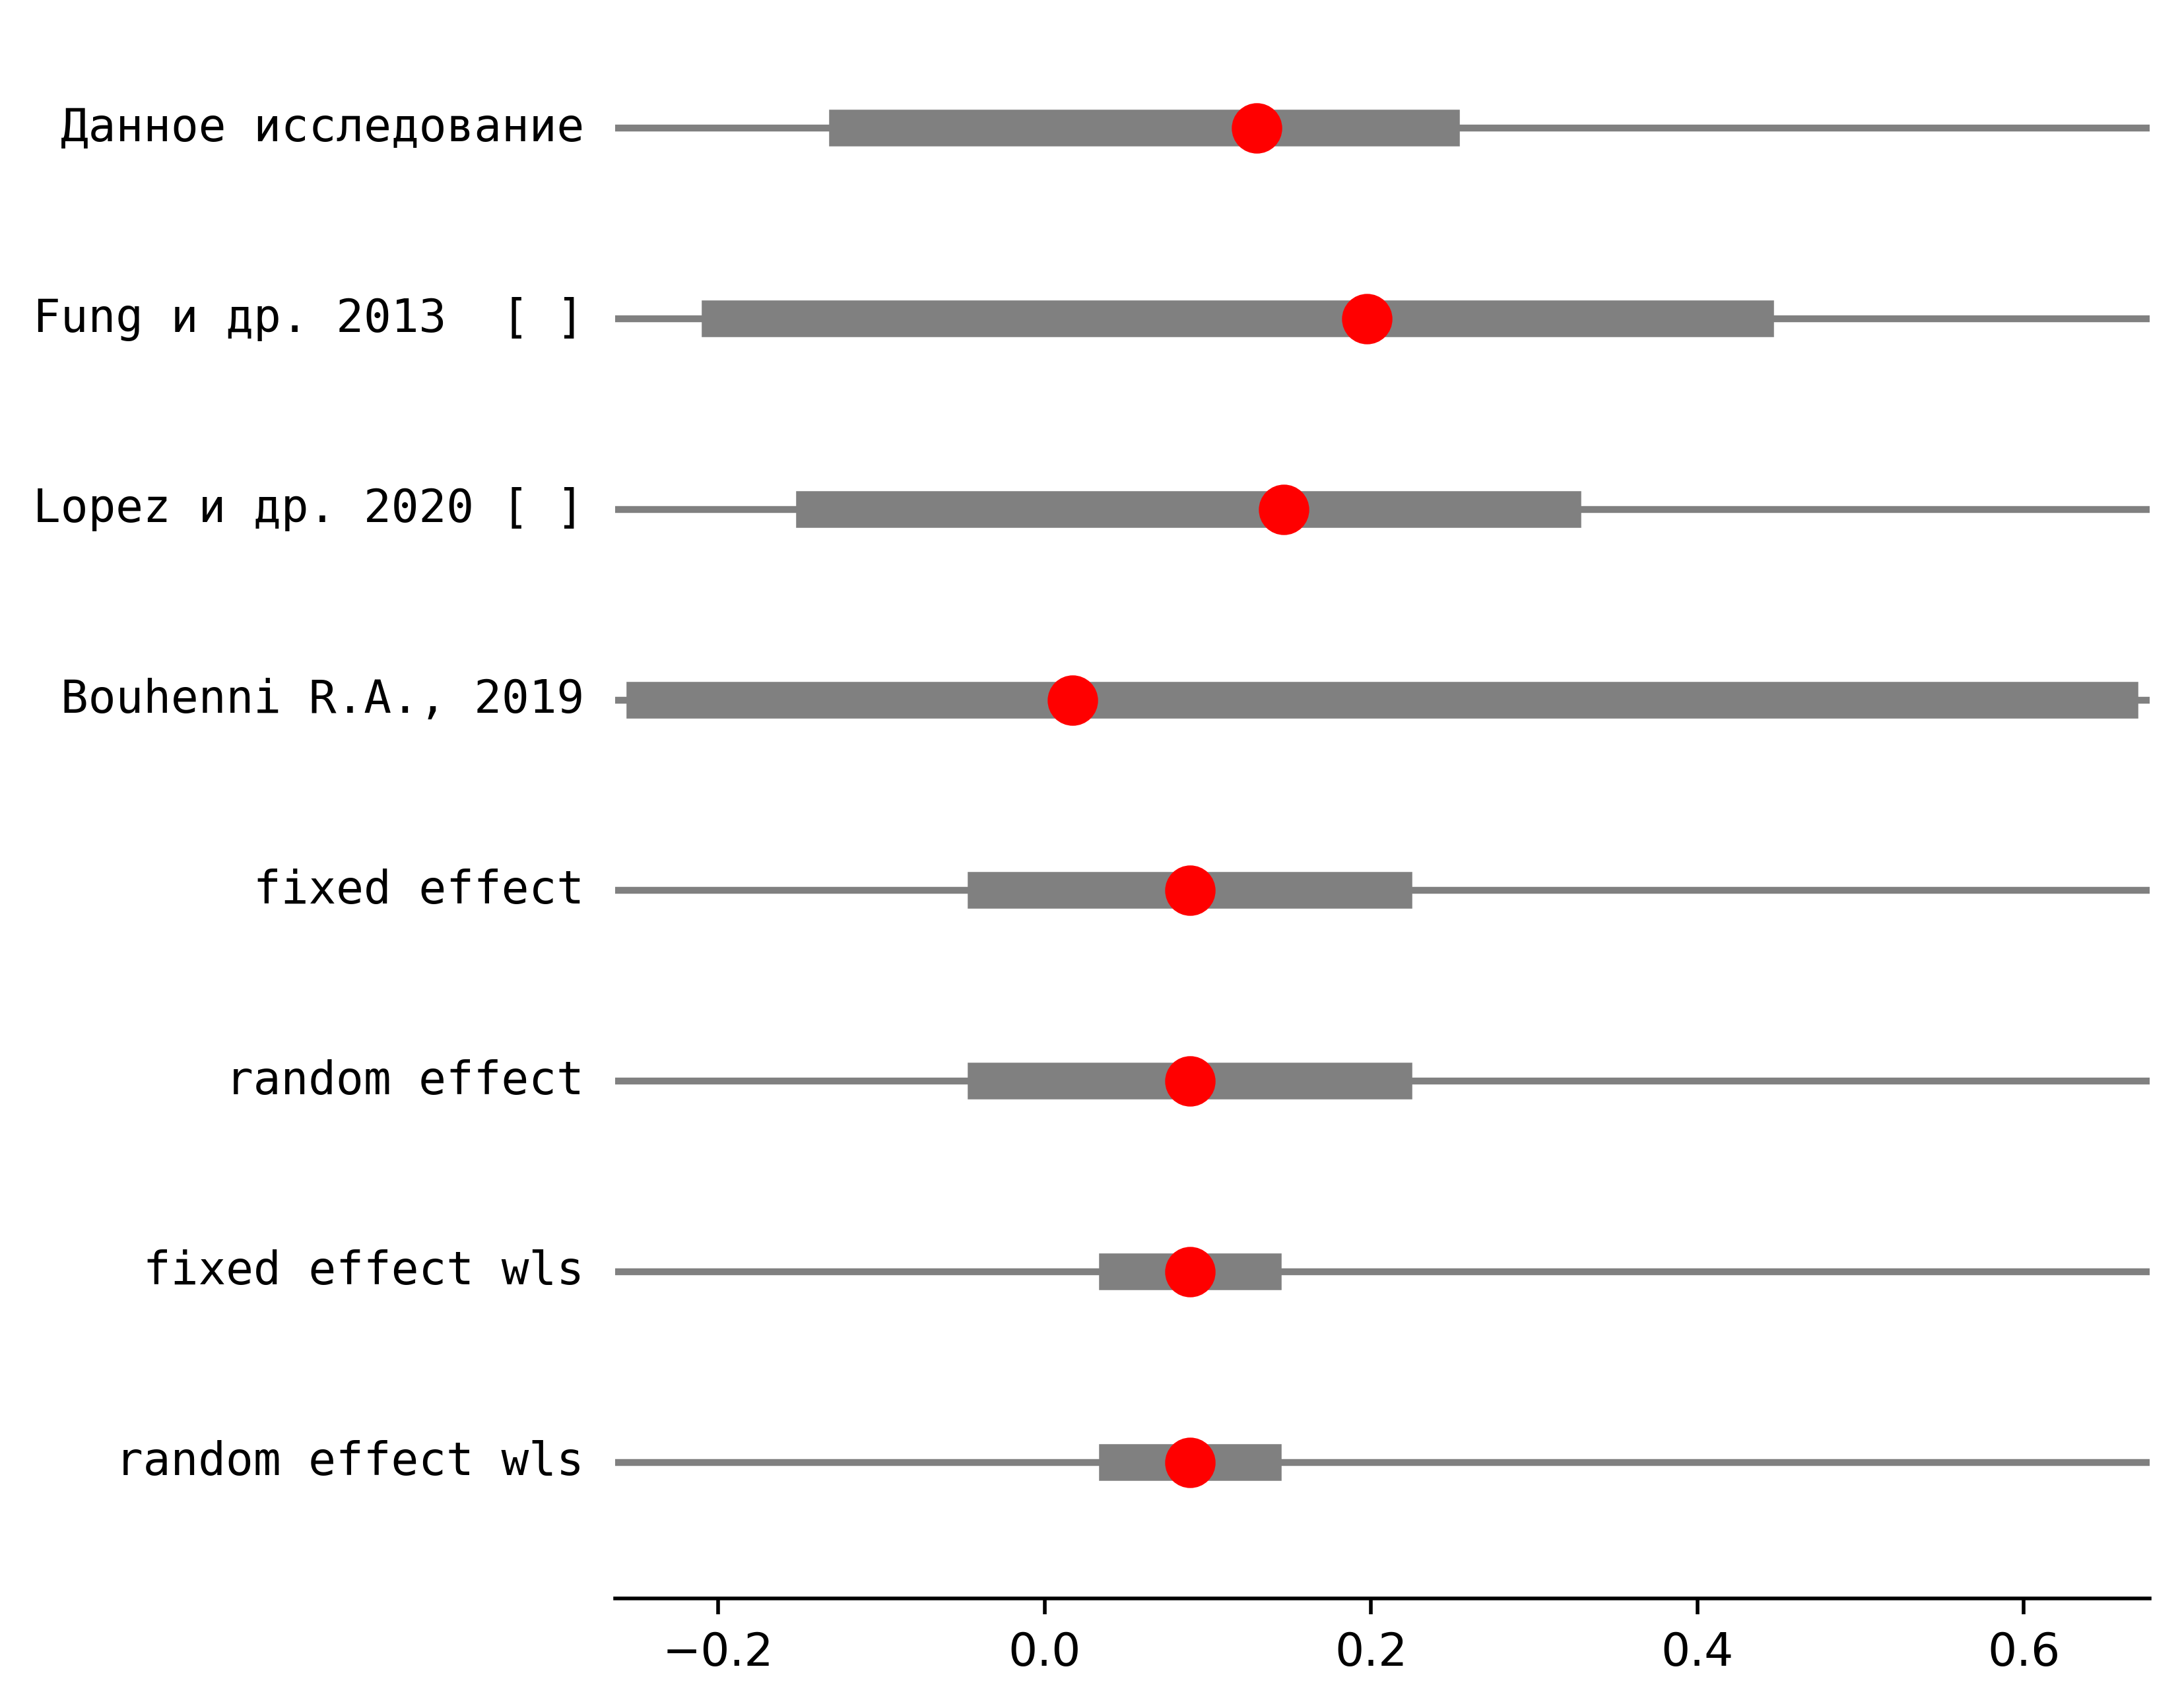 Данное исследование
Fung и др. 2013  [ ]
Lopez и др. 2020 [ ]
Bouhenni R.A., 2019
fixed effect
random effect
fixed effect wls
random effect wls
−0.2 0.0 0.2 0.4 0.6